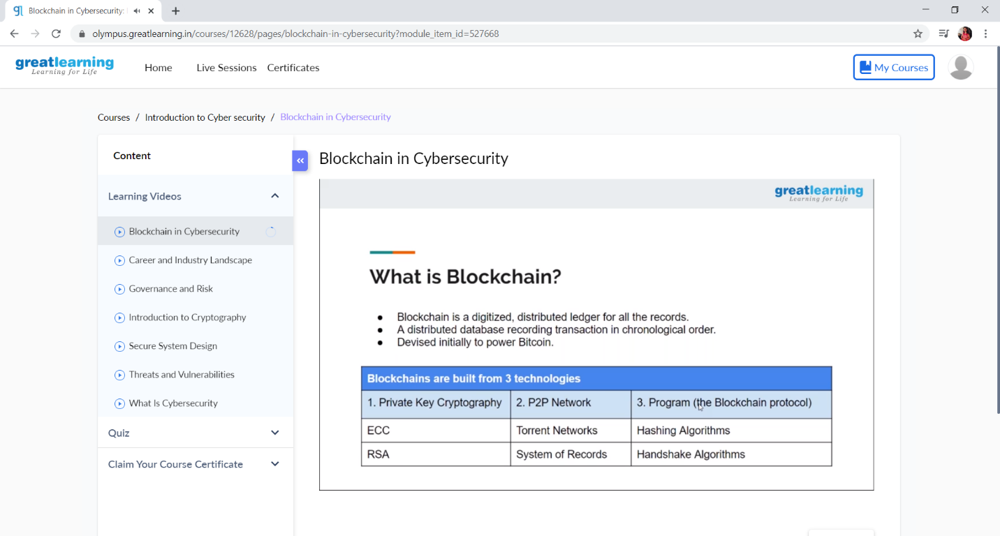 Blockchain in Cybersecurity:
olympus.greatlearning.in/courses/12628/pages/blockchain-in-cybersecurity?module_item_id=527668
greatlearning
Learning for Life
Home
Live Sessions
Certificates
My Courses
Courses / Introduction to Cyber security / Blockchain in Cybersecurity
Content
Learning Videos
Blockchain in Cybersecurity
Career and Industry Landscape
Governance and Risk
Introduction to Cryptography
Secure System Design
Threats and Vulnerabilities
What Is Cybersecurity
Quiz
Claim Your Course Certificate
Blockchain in Cybersecurity
greatlearning
Learning for Life
What is Blockchain?
● Blockchain is a digitized, distributed ledger for all the records.
● A distributed database recording transaction in chronological order.
● Devised initially to power Bitcoin.
Blockchains are built from 3 technologies
1. Private Key Cryptography 2. P2P Network 3. Program (the Blockchain protocol)
ECC Torrent Networks Hashing Algorithms
RSA System of Records Handshake Algorithms